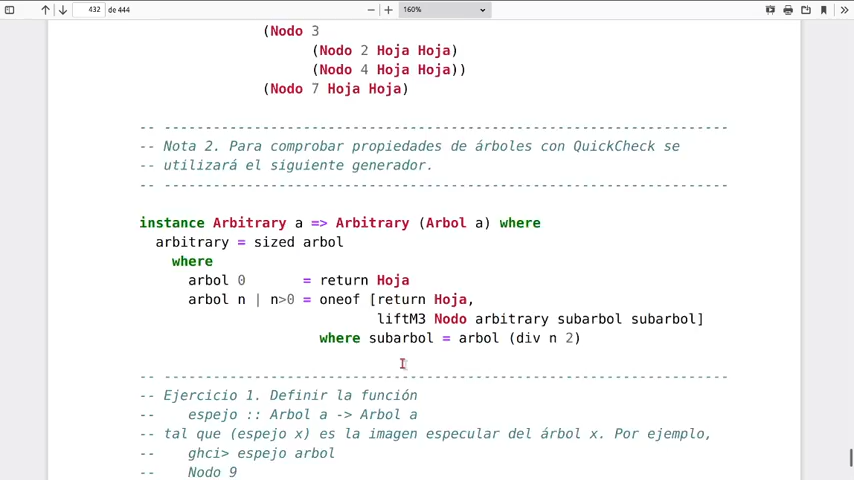 432 de 444
160%
(Nodo 3
(Nodo 2 Hoja Hoja)
(Nodo 4 Hoja Hoja))
(Nodo 7 Hoja Hoja)
-- ---------------------------------------------------------------------
-- Nota 2. Para comprobar propiedades de árboles con QuickCheck se
-- utilizará el siguiente generador.
-- ---------------------------------------------------------------------
instance Arbitrary a => Arbitrary (Arbol a) where
arbitrary = sized arbol
where
arbol 0 = return Hoja
arbol n | n>0 = oneof [return Hoja,
liftM3 Nodo arbitrary subarbol subarbol]
where subarbol = arbol (div n 2)
-- ---------------------------------------------------------------------
-- Ejercicio 1. Definir la función
-- espejo :: Arbol a -> Arbol a
-- tal que (espejo x) es la imagen especular del árbol x. Por ejemplo,
-- ghci> espejo arbol
-- Nodo 9